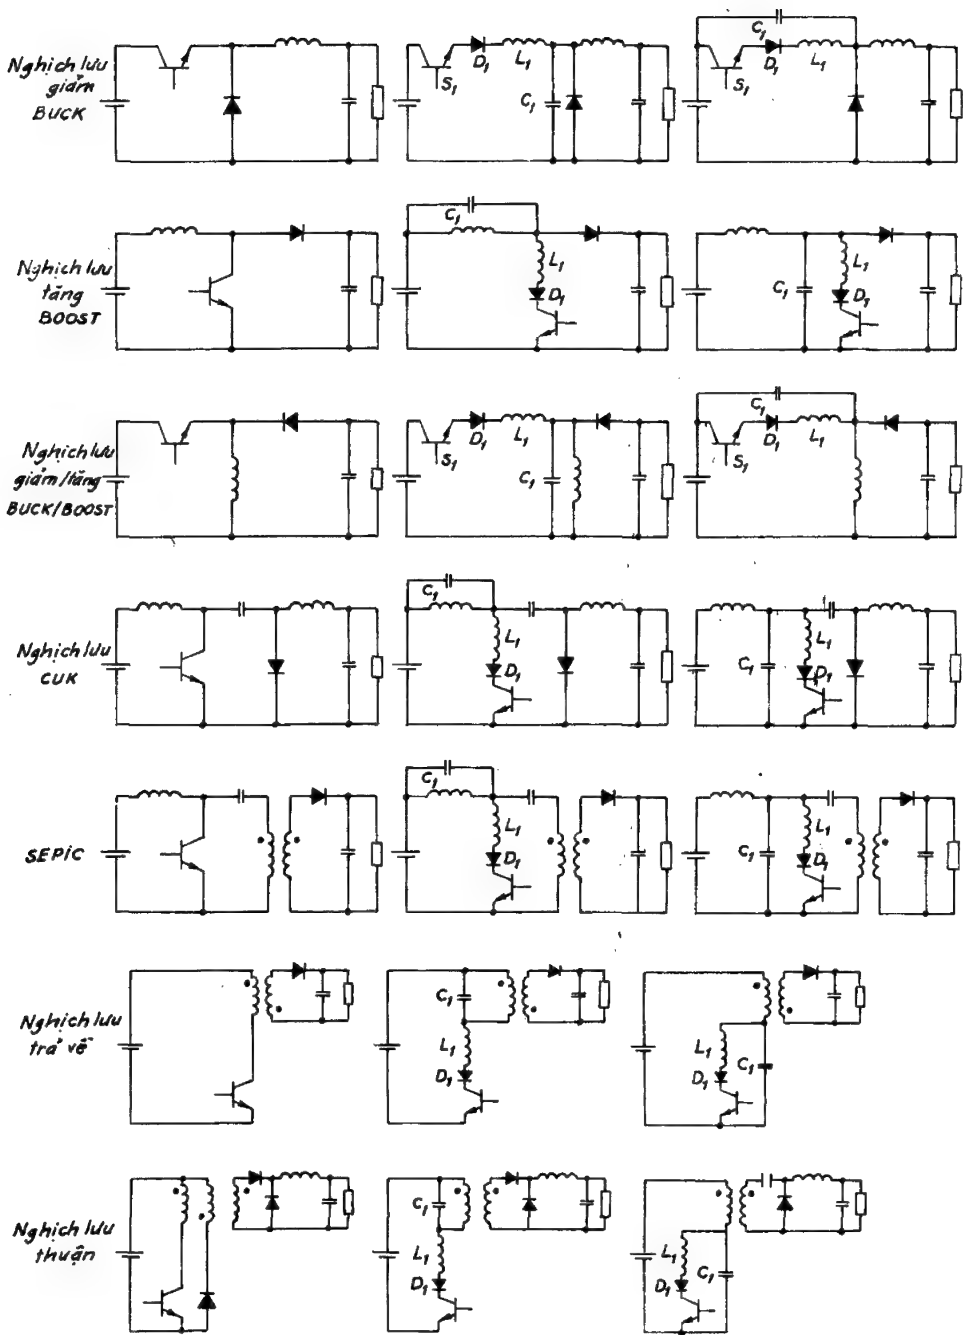 Nghịch lưu
giảm
BUCK
S₁
D₁
L₁
C₁
C₁
S₁
D₁
L₁
Nghịch lưu
tăng
BOOST
C₁
L₁
D₁
C₁
L₁
D₁
Nghịch lưu
giảm/tăng
BUCK/BOOST
S₁
D₁
L₁
C₁
C₁
S₁
D₁
L₁
Nghịch lưu
CUK
C₁
L₁
D₁
C₁
L₁
D₁
SEPIC
C₁
L₁
D₁
C₁
L₁
D₁
Nghịch lưu
trả về
C₁
L₁
D₁
L₁
D₁
C₁
Nghịch lưu
thuận
C₁
L₁
D₁
L₁
D₁
C₁